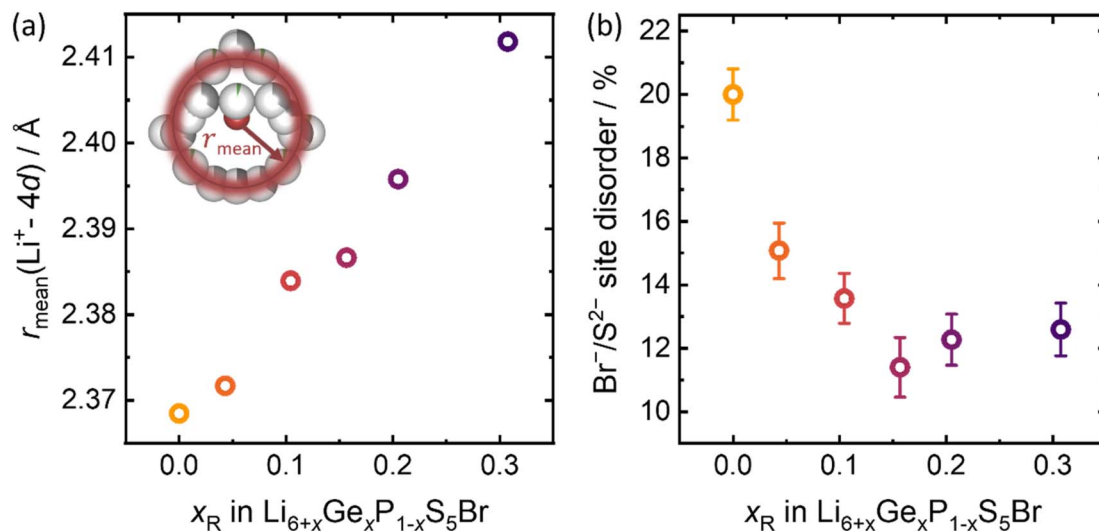 (a)
2.41
2.40
2.39
2.38
2.37
r_mean(Li⁺- 4d) / Å
r_mean
0.0 0.1 0.2 0.3
x_R in Li₆₊ₓGeₓP₁₋ₓS₅Br
(b)
22
20
18
16
14
12
10
Br⁻/S²⁻ site disorder / %
0.0 0.1 0.2 0.3
x_R in Li₆₊ₓGeₓP₁₋ₓS₅Br